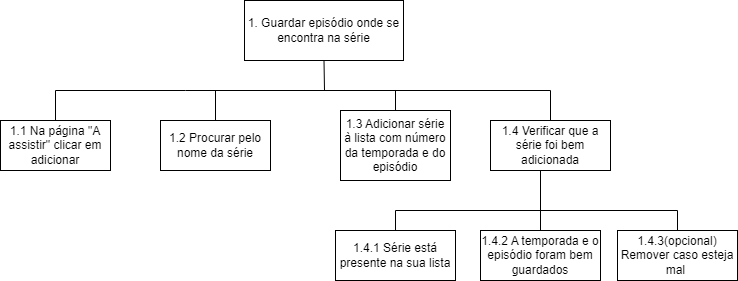 1. Guardar episódio onde se
encontra na série
1.1 Na página "A
assistir" clicar em
adicionar
1.2 Procurar pelo
nome da série
1.3 Adicionar série
à lista com número
da temporada e do
episódio
1.4 Verificar que a
série foi bem
adicionada
1.4.1 Série está
presente na sua lista
1.4.2 A temporada e o
episódio foram bem
guardados
1.4.3(opcional)
Remover caso esteja
mal